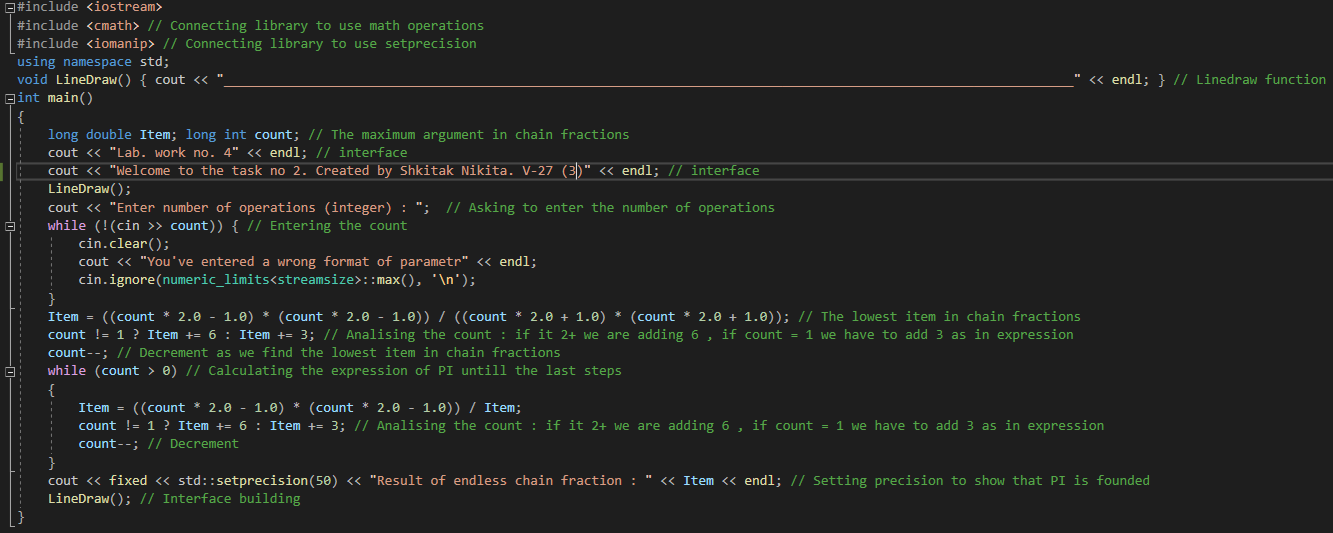 #include <iostream>
#include <cmath> // Connecting library to use math operations
#include <iomanip> // Connecting library to use setprecision
using namespace std;
void LineDraw() { cout << "__________________________________________________________________________________________________________" << endl; } // Linedraw function
int main()
{
long double Item; long int count; // The maximum argument in chain fractions
cout << "Lab. work no. 4" << endl; // interface
cout << "Welcome to the task no 2. Created by Shkitak Nikita. V-27 (3)" << endl; // interface
LineDraw();
cout << "Enter number of operations (integer) : ";  // Asking to enter the number of operations
while (!(cin >> count)) { // Entering the count
cin.clear();
cout << "You've entered a wrong format of parametr" << endl;
cin.ignore(numeric_limits<streamsize>::max(), '\n');
}
Item = ((count * 2.0 - 1.0) * (count * 2.0 - 1.0)) / ((count * 2.0 + 1.0) * (count * 2.0 + 1.0)); // The lowest item in chain fractions
count != 1 ? Item += 6 : Item += 3; // Analising the count : if it 2+ we are adding 6 , if count = 1 we have to add 3 as in expression
count--; // Decrement as we find the lowest item in chain fractions
while (count > 0) // Calculating the expression of PI untill the last steps
{
Item = ((count * 2.0 - 1.0) * (count * 2.0 - 1.0)) / Item;
count != 1 ? Item += 6 : Item += 3; // Analising the count : if it 2+ we are adding 6 , if count = 1 we have to add 3 as in expression
count--; // Decrement
}
cout << fixed << std::setprecision(50) << "Result of endless chain fraction : " << Item << endl; // Setting precision to show that PI is founded
LineDraw(); // Interface building
}